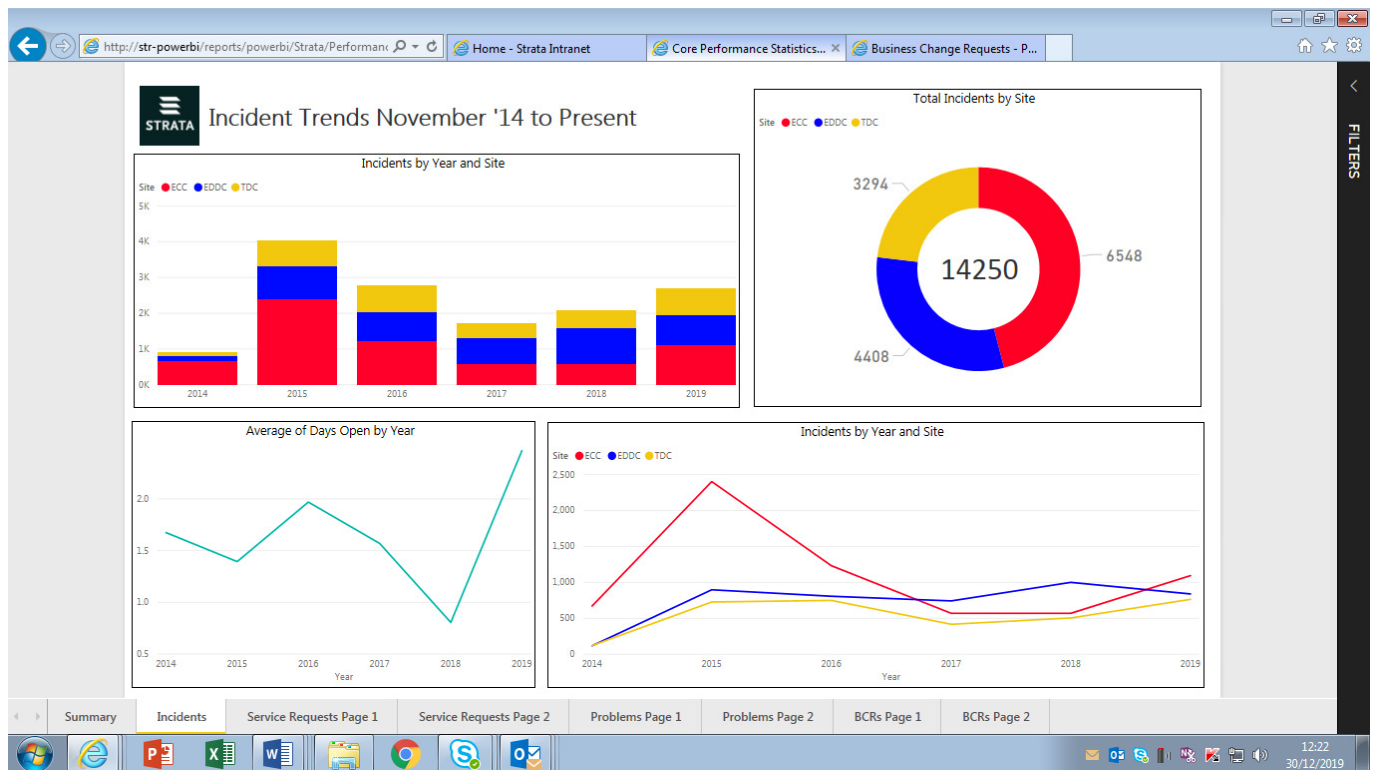 http://str-powerbi/reports/powerbi/Strata/Performanc
Home - Strata Intranet
Core Performance Statistics...
Business Change Requests - P...
STRATA
Incident Trends November '14 to Present
FILTERS
Incidents by Year and Site
Site ECC EDDC TDC
5K
4K
3K
2K
1K
0K
2014 2015 2016 2017 2018 2019
Total Incidents by Site
Site ECC EDDC TDC
3294
6548
14250
4408
Average of Days Open by Year
2.0
1.5
1.0
0.5
2014 2015 2016 2017 2018 2019
Year
Incidents by Year and Site
Site ECC EDDC TDC
2,500
2,000
1,500
1,000
500
0
2014 2015 2016 2017 2018 2019
Year
Summary Incidents Service Requests Page 1 Service Requests Page 2 Problems Page 1 Problems Page 2 BCRs Page 1 BCRs Page 2
12:22
30/12/2019